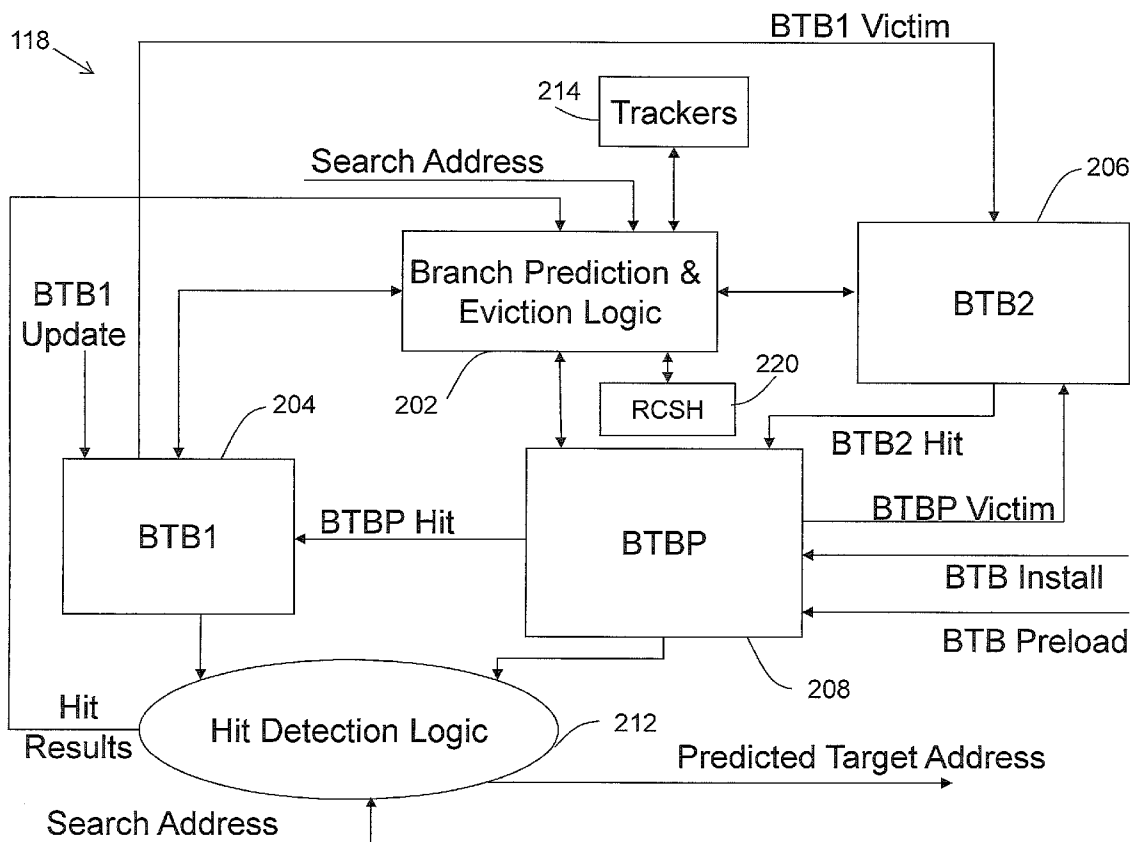 118
BTB1 Victim
214
Trackers
Search Address
206
Branch Prediction &
Eviction Logic
BTB2
BTB1
Update
204
202
220
RCSH
BTB2 Hit
BTB1
BTBP Hit
BTBP
BTBP Victim
BTB Install
BTB Preload
208
Hit
Results
Hit Detection Logic
212
Predicted Target Address
Search Address